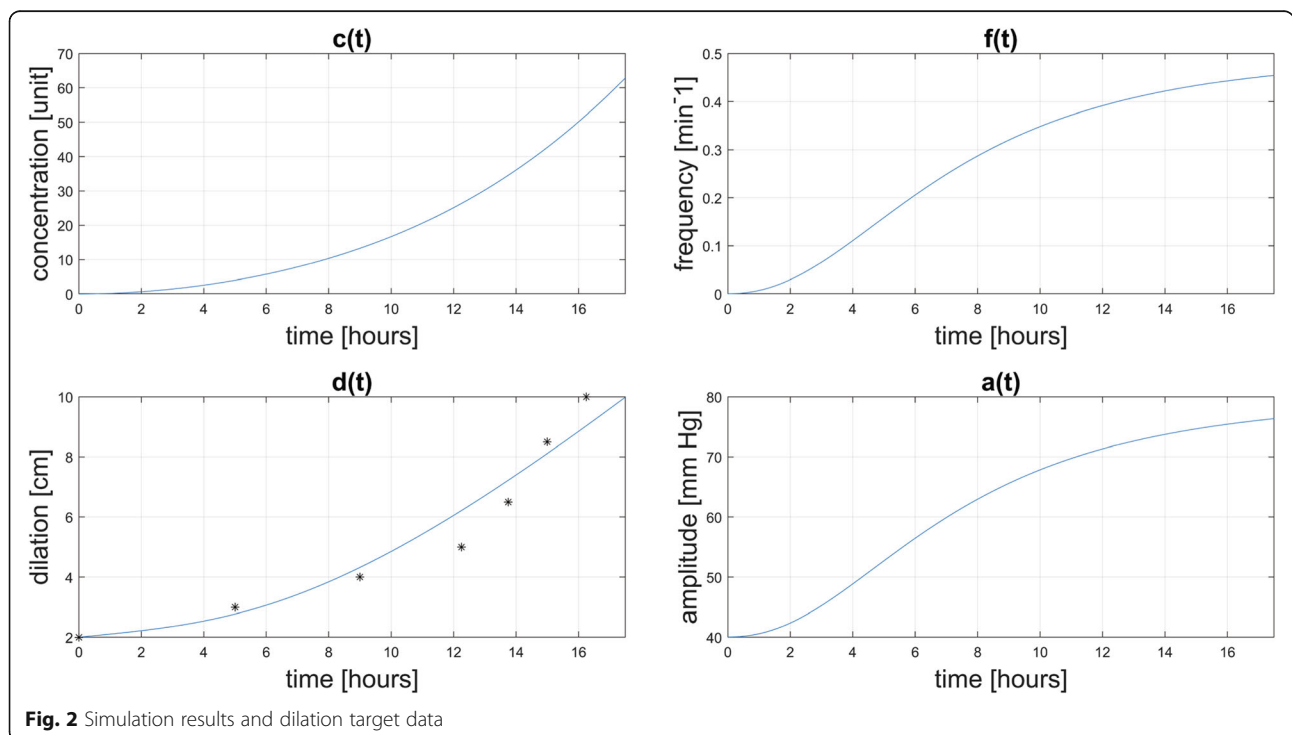 c(t)
70
60
50
40
30
20
10
0
concentration [unit]
0 2 4 6 8 10 12 14 16
time [hours]
f(t)
0.5
0.4
0.3
0.2
0.1
0
frequency [min-1]
0 2 4 6 8 10 12 14 16
time [hours]
d(t)
10
8
6
4
2
dilation [cm]
0 2 4 6 8 10 12 14 16
time [hours]
a(t)
80
70
60
50
40
amplitude [mm Hg]
0 2 4 6 8 10 12 14 16
time [hours]
Fig. 2 Simulation results and dilation target data